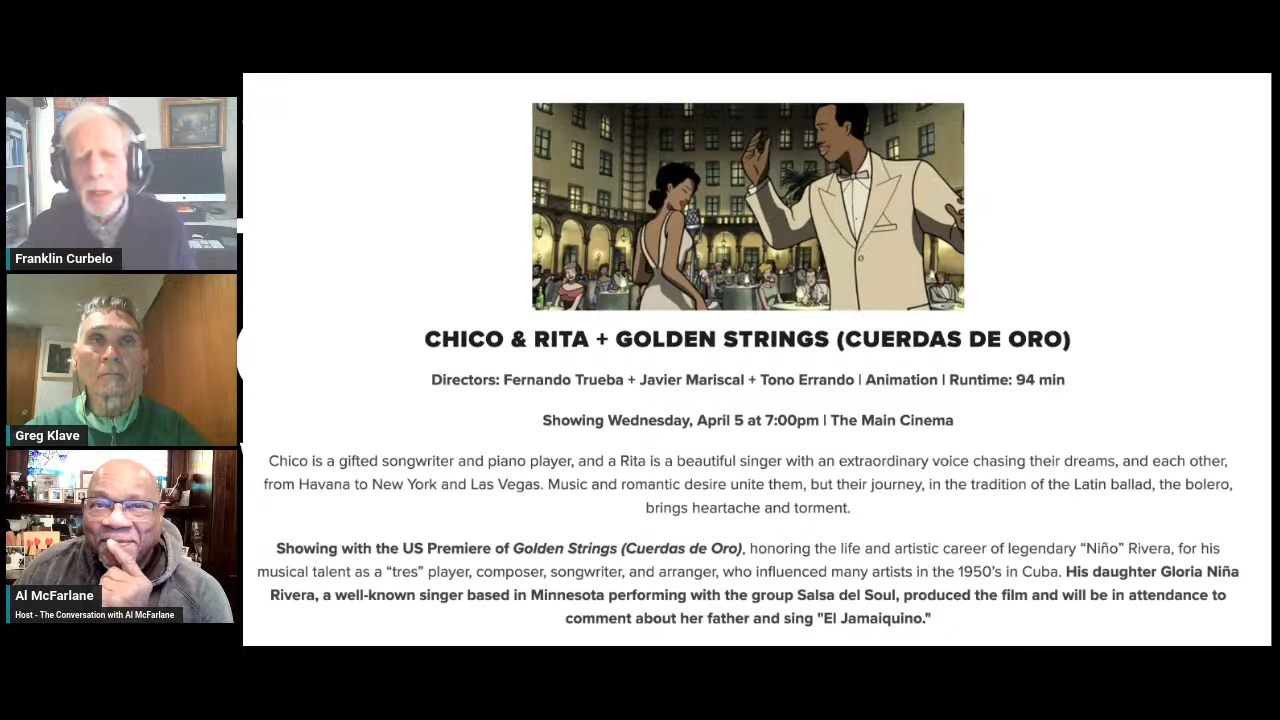 Franklin Curbelo
Greg Klave
Al McFarlane
Host - The Conversation with Al McFarlane
CHICO & RITA + GOLDEN STRINGS (CUERDAS DE ORO)
Directors: Fernando Trueba + Javier Mariscal + Tono Errando | Animation | Runtime: 94 min
Showing Wednesday, April 5 at 7:00pm | The Main Cinema
Chico is a gifted songwriter and piano player, and a Rita is a beautiful singer with an extraordinary voice chasing their dreams, and each other,
from Havana to New York and Las Vegas. Music and romantic desire unite them, but their journey, in the tradition of the Latin ballad, the bolero,
brings heartache and torment.
Showing with the US Premiere of Golden Strings (Cuerdas de Oro), honoring the life and artistic career of legendary “Niño” Rivera, for his
musical talent as a “tres” player, composer, songwriter, and arranger, who influenced many artists in the 1950’s in Cuba. His daughter Gloria Niña
Rivera, a well-known singer based in Minnesota performing with the group Salsa del Soul, produced the film and will be in attendance to
comment about her father and sing "El Jamaiquino."